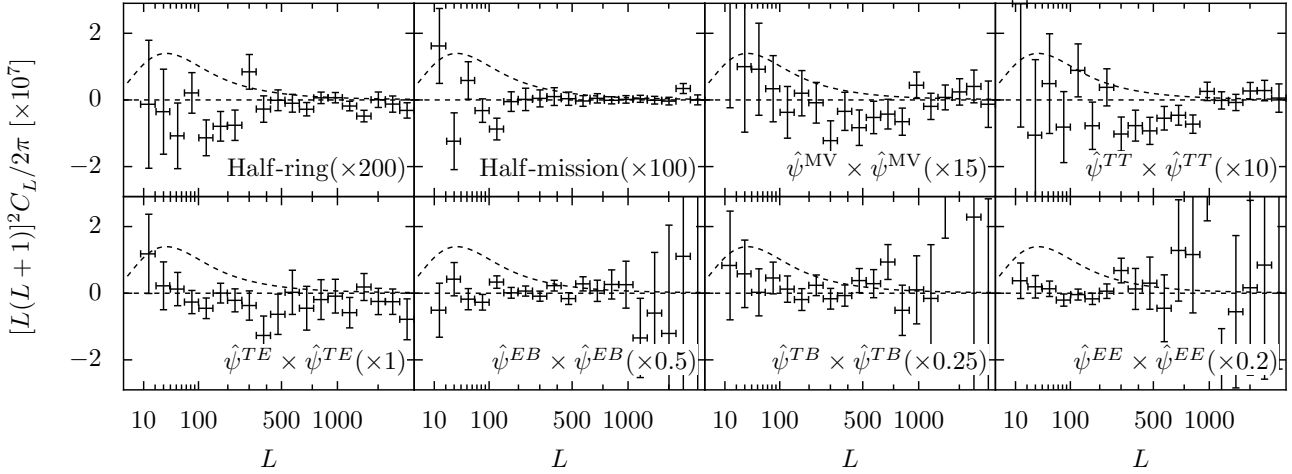 [L(L + 1)]²C_L/2π [×10⁷]
2
0
−2
Half-ring(×200)
Half-mission(×100)
ψ̂^MV × ψ̂^MV(×15)
ψ̂^TT × ψ̂^TT(×10)
2
0
−2
ψ̂^TE × ψ̂^TE(×1)
ψ̂^EB × ψ̂^EB(×0.5)
ψ̂^TB × ψ̂^TB(×0.25)
ψ̂^EE × ψ̂^EE(×0.2)
10 100 500 1000
10 100 500 1000
10 100 500 1000
10 100 500 1000
L
L
L
L